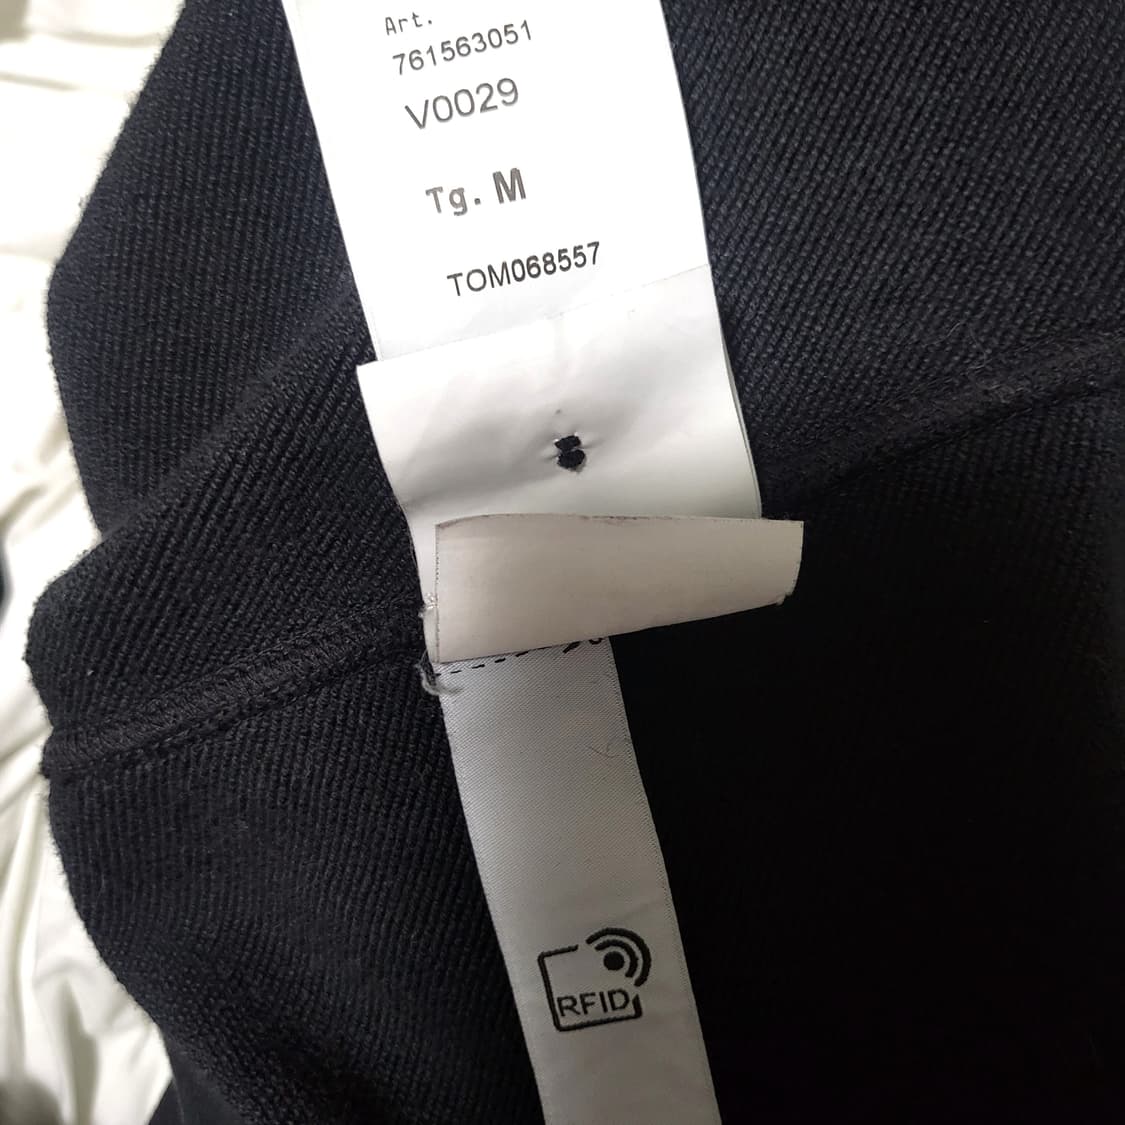 Art.
761563051
V0029
Tg. M
TOM068557
RFID